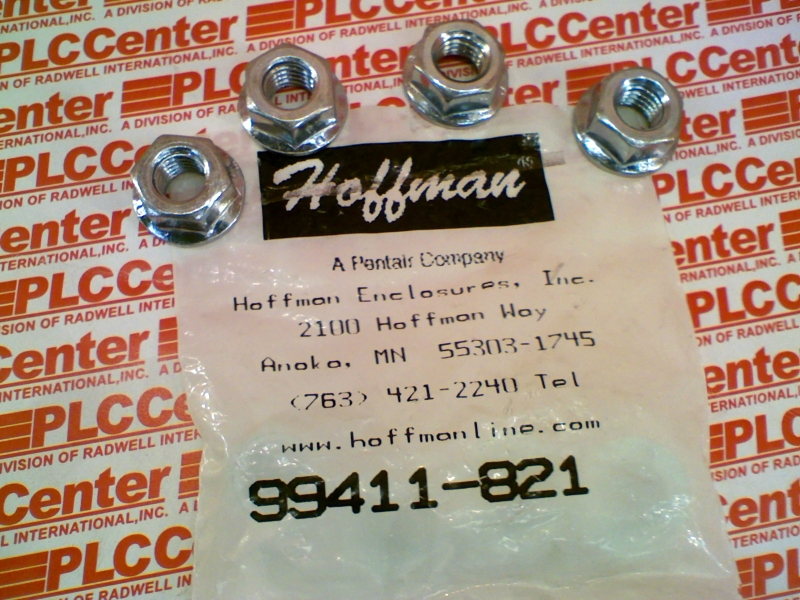 Hoffman®
A Pentair Company
Hoffman Enclosures, Inc.
2100 Hoffman Way
Anoka, MN 55303-1745
(763) 421-2240 Tel
www.hoffmanline.com
99411-821
PLCCenter
A DIVISION OF RADWELL INTERNATIONAL,INC.